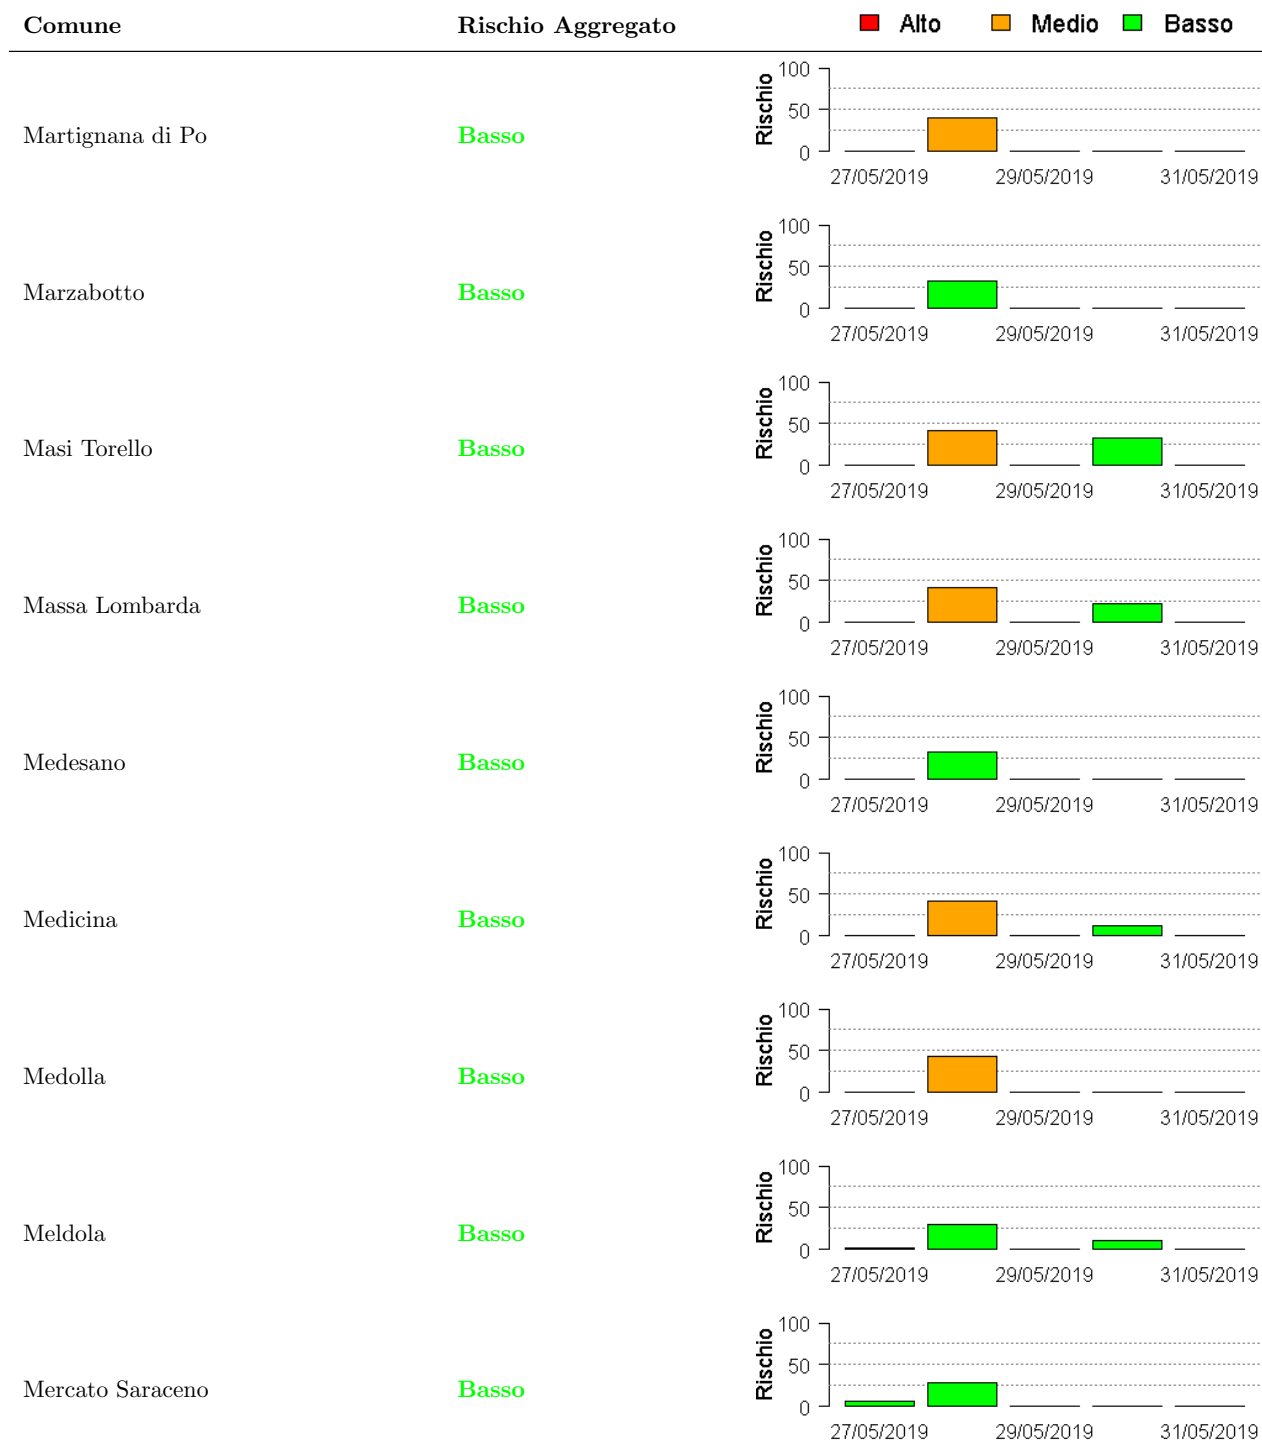 Comune Rischio Aggregato Alto Medio Basso
Martignana di Po Basso Rischio 100 50 0
27/05/2019 29/05/2019 31/05/2019
Marzabotto Basso Rischio 100 50 0
27/05/2019 29/05/2019 31/05/2019
Masi Torello Basso Rischio 100 50 0
27/05/2019 29/05/2019 31/05/2019
Massa Lombarda Basso Rischio 100 50 0
27/05/2019 29/05/2019 31/05/2019
Medesano Basso Rischio 100 50 0
27/05/2019 29/05/2019 31/05/2019
Medicina Basso Rischio 100 50 0
27/05/2019 29/05/2019 31/05/2019
Medolla Basso Rischio 100 50 0
27/05/2019 29/05/2019 31/05/2019
Meldola Basso Rischio 100 50 0
27/05/2019 29/05/2019 31/05/2019
Mercato Saraceno Basso Rischio 100 50 0
27/05/2019 29/05/2019 31/05/2019